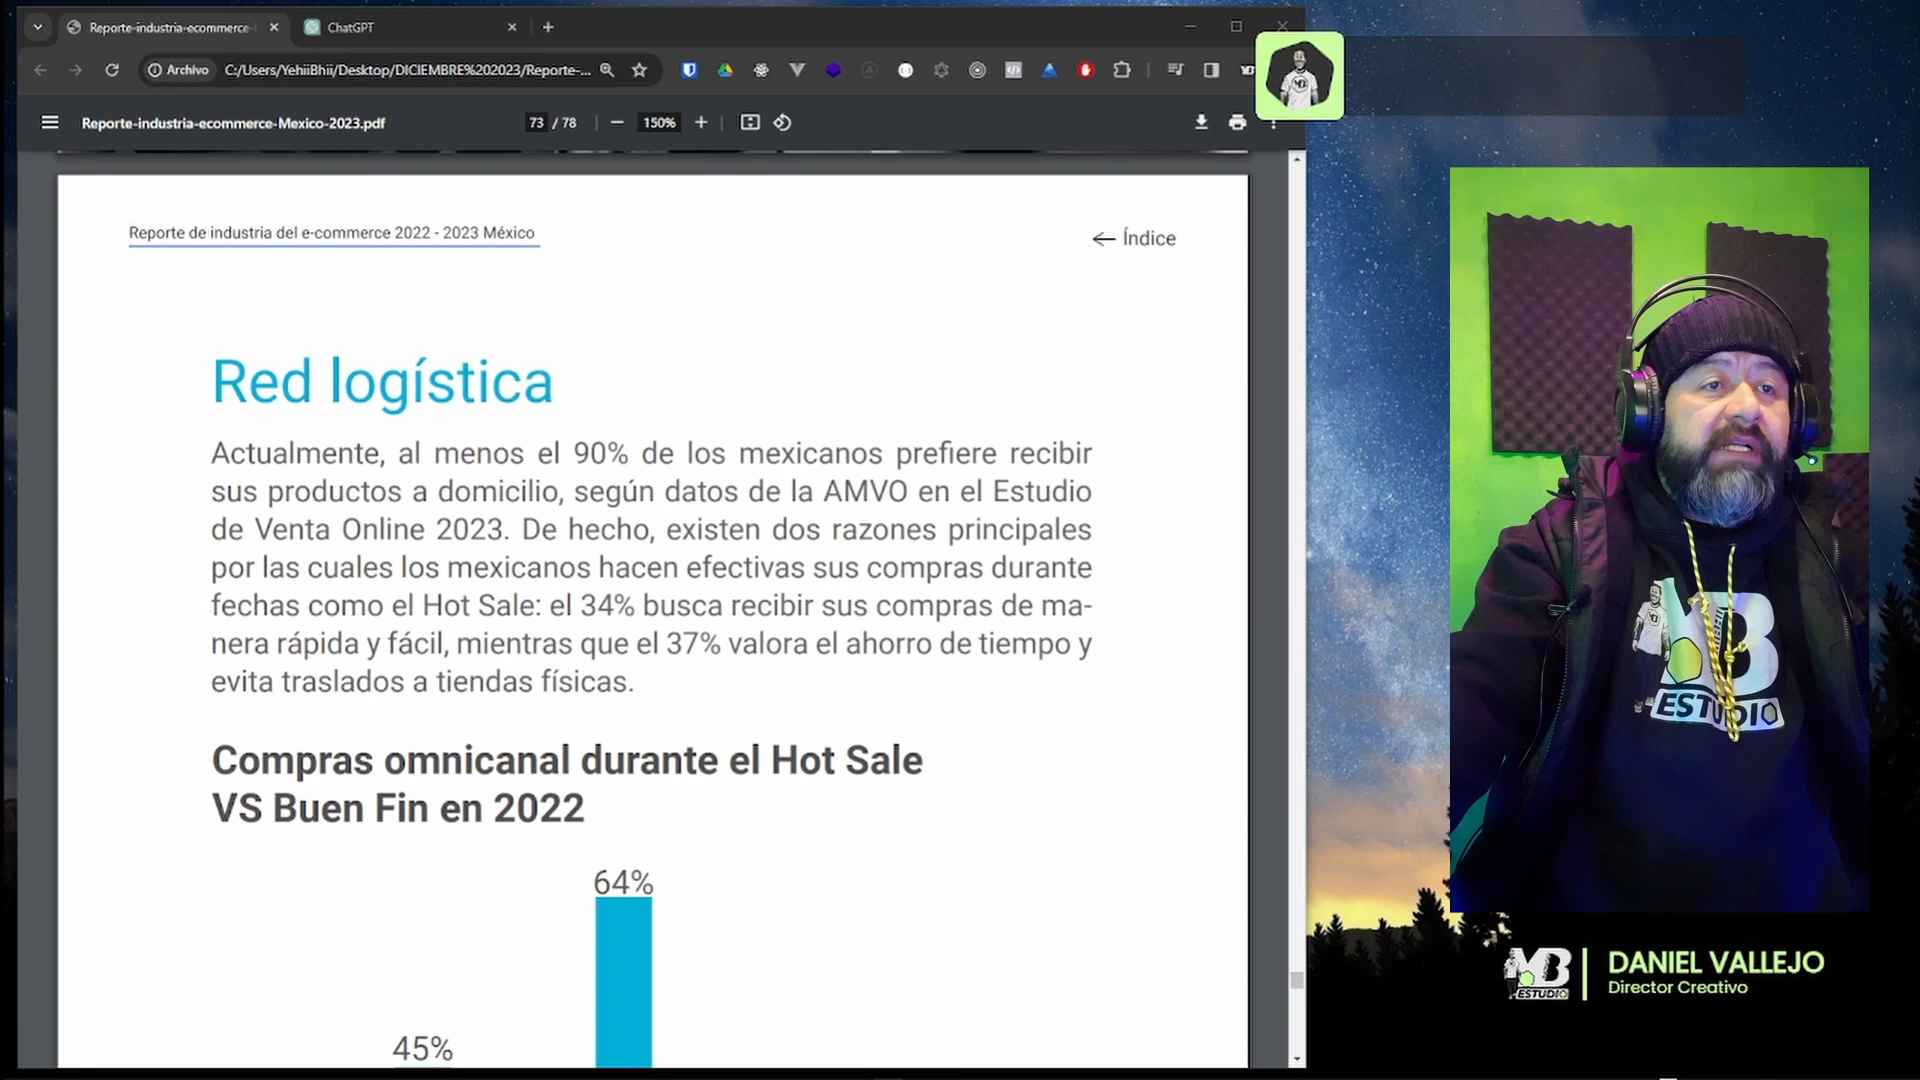 Reporte-industria-ecommerce-
ChatGPT
Archivo
C:/Users/YehiiBhii/Desktop/DICIEMBRE%202023/Reporte-...
Reporte-industria-ecommerce-Mexico-2023.pdf
73 / 78
150%
Reporte de industria del e-commerce 2022 - 2023 México
← Índice
Red logística
Actualmente, al menos el 90% de los mexicanos prefiere recibir
sus productos a domicilio, según datos de la AMVO en el Estudio
de Venta Online 2023. De hecho, existen dos razones principales
por las cuales los mexicanos hacen efectivas sus compras durante
fechas como el Hot Sale: el 34% busca recibir sus compras de ma-
nera rápida y fácil, mientras que el 37% valora el ahorro de tiempo y
evita traslados a tiendas físicas.
Compras omnicanal durante el Hot Sale
VS Buen Fin en 2022
64%
45%
MB
ESTUDIO
MB
ESTUDIO
DANIEL VALLEJO
Director Creativo